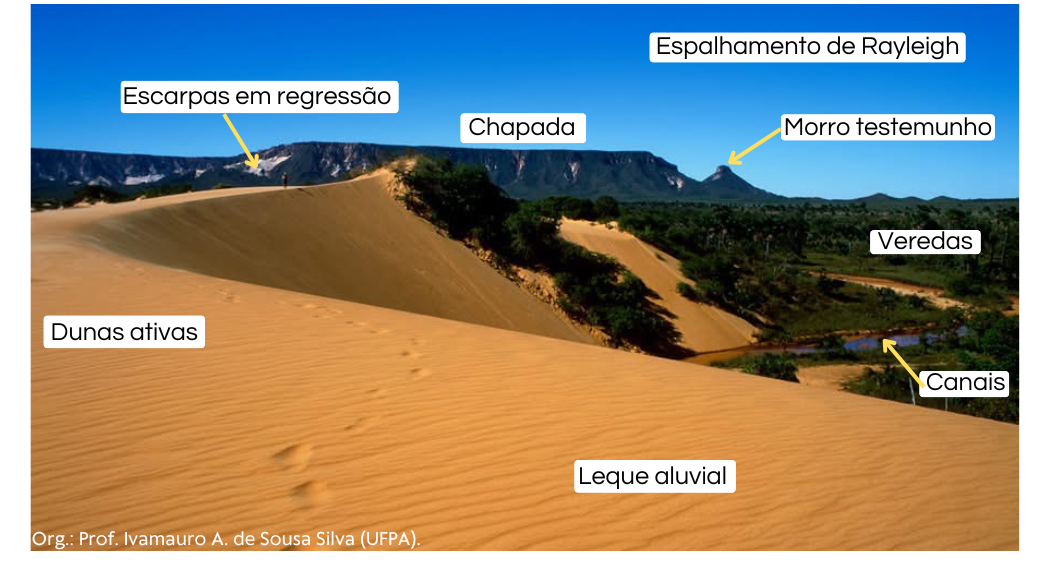 Espalhamento de Rayleigh
Escarpas em regressão
Chapada
Morro testemunho
Veredas
Dunas ativas
Canais
Leque aluvial
Org.: Prof. Ivamauro A. de Sousa Silva (UFPA).